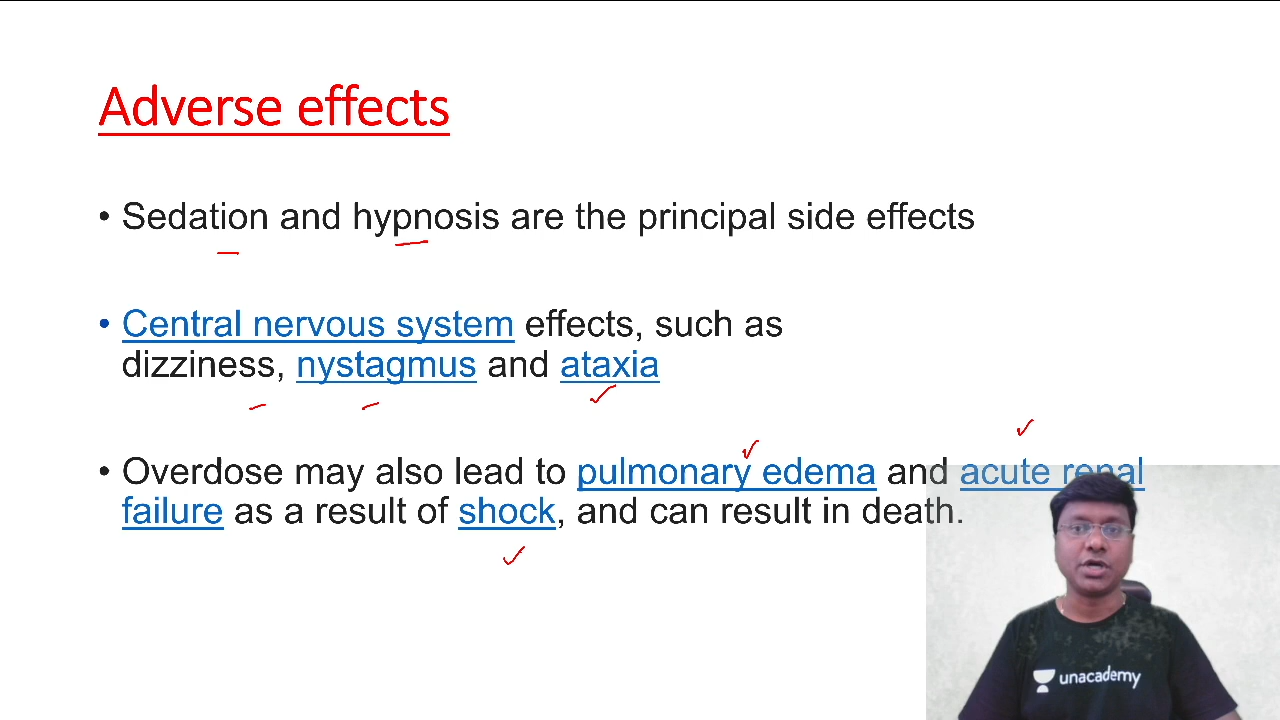 Adverse effects
• Sedation and hypnosis are the principal side effects
• Central nervous system effects, such as
dizziness, nystagmus and ataxia
• Overdose may also lead to pulmonary edema and acute renal
failure as a result of shock, and can result in death.
unacademy